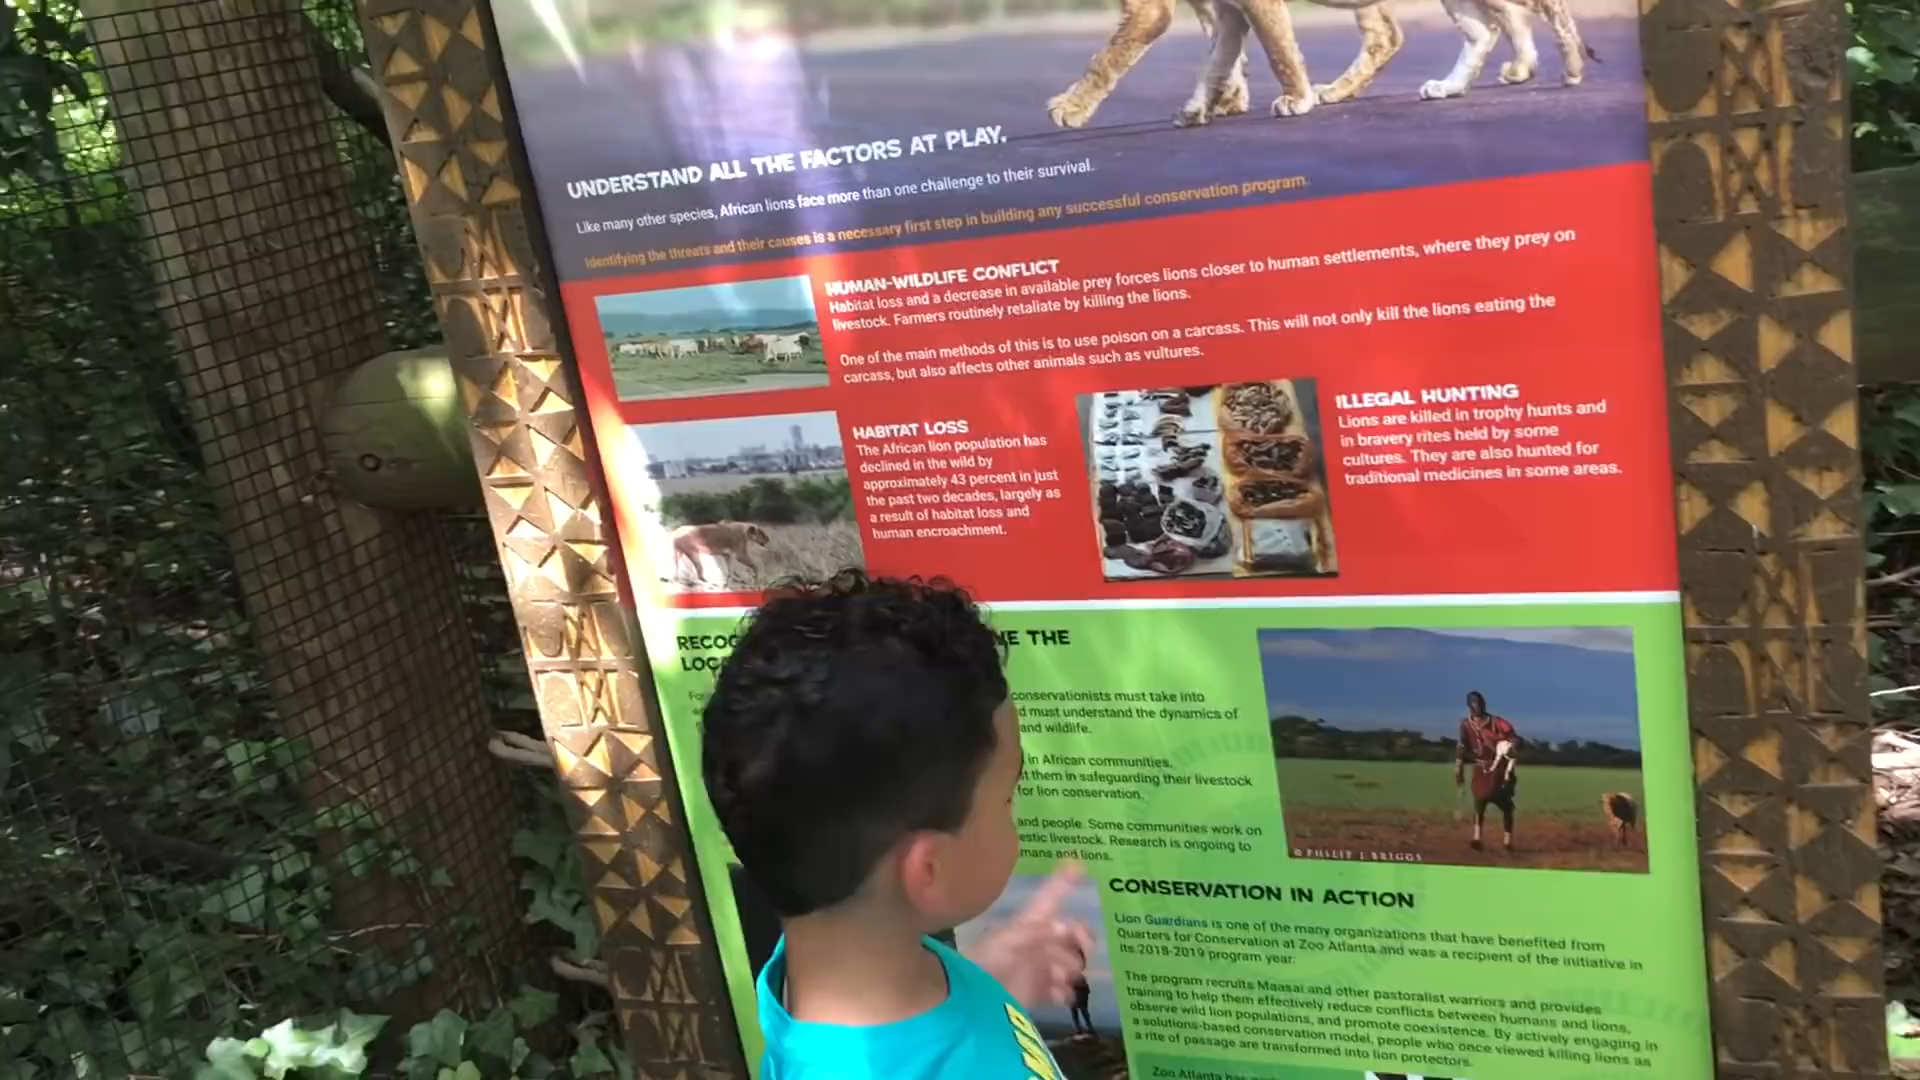 UNDERSTAND ALL THE FACTORS AT PLAY.
Like many other species, African lions face more than one challenge to their survival.
Identifying the threats and their causes is a necessary first step in building any successful conservation program.
HUMAN-WILDLIFE CONFLICT
Habitat loss and a decrease in available prey forces lions closer to human settlements, where they prey on
livestock. Farmers routinely retaliate by killing the lions.
One of the main methods of this is to use poison on a carcass. This will not only kill the lions eating the
carcass, but also affects other animals such as vultures.
HABITAT LOSS
The African lion population has
declined in the wild by
approximately 43 percent in just
the past two decades, largely as
a result of habitat loss and
human encroachment.
ILLEGAL HUNTING
Lions are killed in trophy hunts and
in bravery rites held by some
cultures. They are also hunted for
traditional medicines in some areas.
THE
conservationists must take into
must understand the dynamics of
and wildlife.
in African communities.
them in safeguarding their livestock
for lion conservation.
and people. Some communities work on
livestock. Research is ongoing to
and lions.
© PHILIP J. BRIGGS
CONSERVATION IN ACTION
Lion Guardians is one of the many organizations that have benefited from
Quarters for Conservation at Zoo Atlanta and was a recipient of the initiative in
its 2018-2019 program year.
The program recruits Maasai and other pastoralist warriors and provides
training to help them effectively reduce conflicts between humans and lions,
observe wild lion populations, and promote coexistence. By actively engaging in
a solutions-based conservation model, people who once viewed killing lions as
a rite of passage are transformed into lion protectors.
Zoo Atlanta has